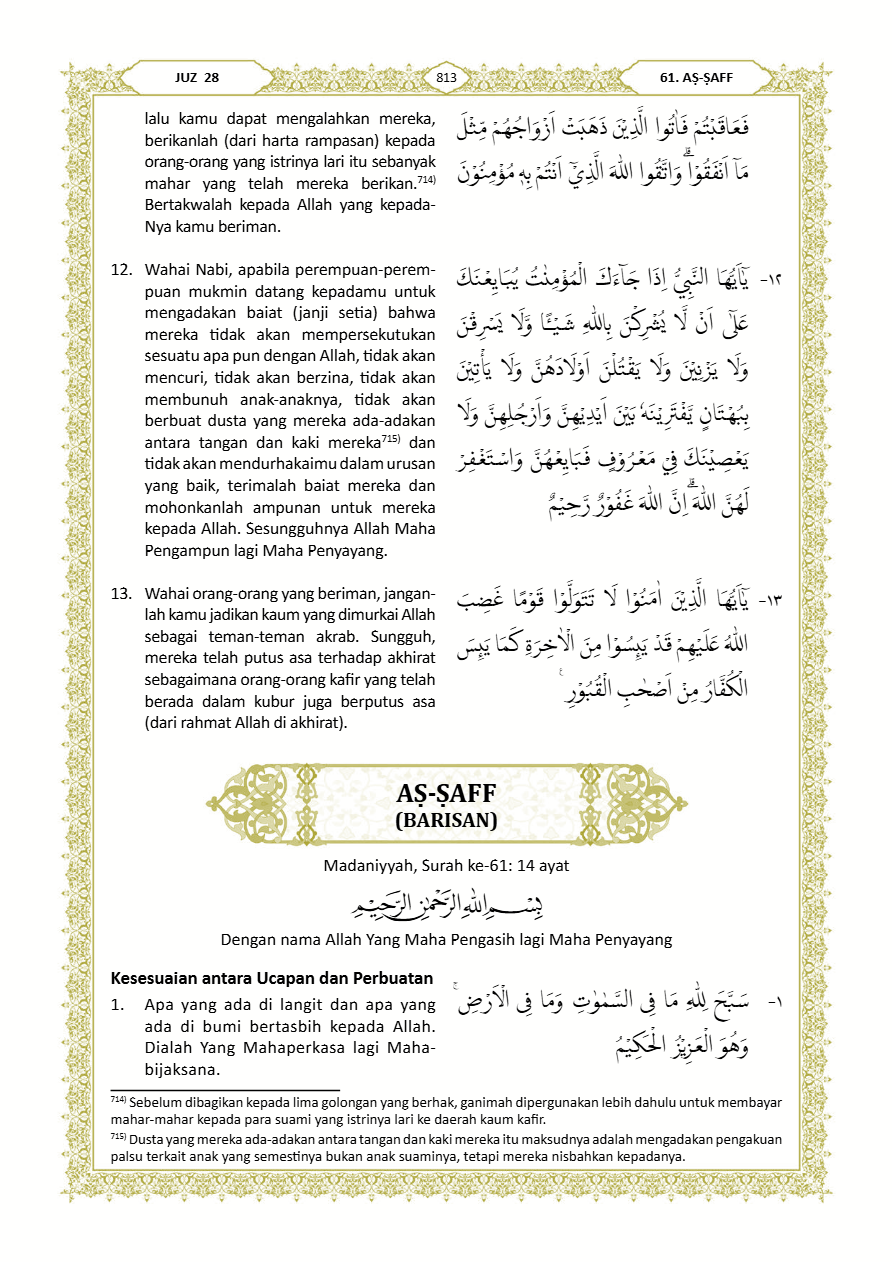 JUZ 28
813
61. AṢ-ṢAFF
lalu kamu dapat mengalahkan mereka,
berikanlah (dari harta rampasan) kepada
orang-orang yang istrinya lari itu sebanyak
mahar yang telah mereka berikan.⁷¹⁴⁾
Bertakwalah kepada Allah yang kepada-
Nya kamu beriman.
فَعَاقَبْتُمْ فَاٰتُوا الَّذِيْنَ ذَهَبَتْ اَزْوَاجُهُمْ مِّثْلَ
مَآ اَنْفَقُوْاۗ وَاتَّقُوا اللّٰهَ الَّذِيْٓ اَنْتُمْ بِهٖ مُؤْمِنُوْنَ
12. Wahai Nabi, apabila perempuan-perem-
puan mukmin datang kepadamu untuk
mengadakan baiat (janji setia) bahwa
mereka tidak akan mempersekutukan
sesuatu apa pun dengan Allah, tidak akan
mencuri, tidak akan berzina, tidak akan
membunuh anak-anaknya, tidak akan
berbuat dusta yang mereka ada-adakan
antara tangan dan kaki mereka⁷¹⁵⁾ dan
tidak akan mendurhakaimu dalam urusan
yang baik, terimalah baiat mereka dan
mohonkanlah ampunan untuk mereka
kepada Allah. Sesungguhnya Allah Maha
Pengampun lagi Maha Penyayang.
١٢- يٰٓاَيُّهَا النَّبِيُّ اِذَا جَاۤءَكَ الْمُؤْمِنٰتُ يُبَايِعْنَكَ
عَلٰٓى اَنْ لَّا يُشْرِكْنَ بِاللّٰهِ شَيْـًٔا وَّلَا يَسْرِقْنَ
وَلَا يَزْنِيْنَ وَلَا يَقْتُلْنَ اَوْلَادَهُنَّ وَلَا يَأْتِيْنَ
بِبُهْتَانٍ يَّفْتَرِيْنَهٗ بَيْنَ اَيْدِيْهِنَّ وَاَرْجُلِهِنَّ وَلَا
يَعْصِيْنَكَ فِيْ مَعْرُوْفٍ فَبَايِعْهُنَّ وَاسْتَغْفِرْ
لَهُنَّ اللّٰهَ ۗاِنَّ اللّٰهَ غَفُوْرٌ رَّحِيْمٌ
13. Wahai orang-orang yang beriman, jangan-
lah kamu jadikan kaum yang dimurkai Allah
sebagai teman-teman akrab. Sungguh,
mereka telah putus asa terhadap akhirat
sebagaimana orang-orang kafir yang telah
berada dalam kubur juga berputus asa
(dari rahmat Allah di akhirat).
١٣- يٰٓاَيُّهَا الَّذِيْنَ اٰمَنُوْا لَا تَتَوَلَّوْا قَوْمًا غَضِبَ
اللّٰهُ عَلَيْهِمْ قَدْ يَىِٕسُوْا مِنَ الْاٰخِرَةِ كَمَا يَىِٕسَ
الْكُفَّارُ مِنْ اَصْحٰبِ الْقُبُوْرِ ࣖ
AṢ-ṢAFF
(BARISAN)
Madaniyyah, Surah ke-61: 14 ayat
بِسْمِ اللّٰهِ الرَّحْمٰنِ الرَّحِيْمِ
Dengan nama Allah Yang Maha Pengasih lagi Maha Penyayang
Kesesuaian antara Ucapan dan Perbuatan
1. Apa yang ada di langit dan apa yang
ada di bumi bertasbih kepada Allah.
Dialah Yang Mahaperkasa lagi Maha-
bijaksana.
١- سَبَّحَ لِلّٰهِ مَا فِى السَّمٰوٰتِ وَمَا فِى الْاَرْضِۚ
وَهُوَ الْعَزِيْزُ الْحَكِيْمُ
⁷¹⁴⁾ Sebelum dibagikan kepada lima golongan yang berhak, ganimah dipergunakan lebih dahulu untuk membayar
mahar-mahar kepada para suami yang istrinya lari ke daerah kaum kafir.
⁷¹⁵⁾ Dusta yang mereka ada-adakan antara tangan dan kaki mereka itu maksudnya adalah mengadakan pengakuan
palsu terkait anak yang semestinya bukan anak suaminya, tetapi mereka nisbahkan kepadanya.